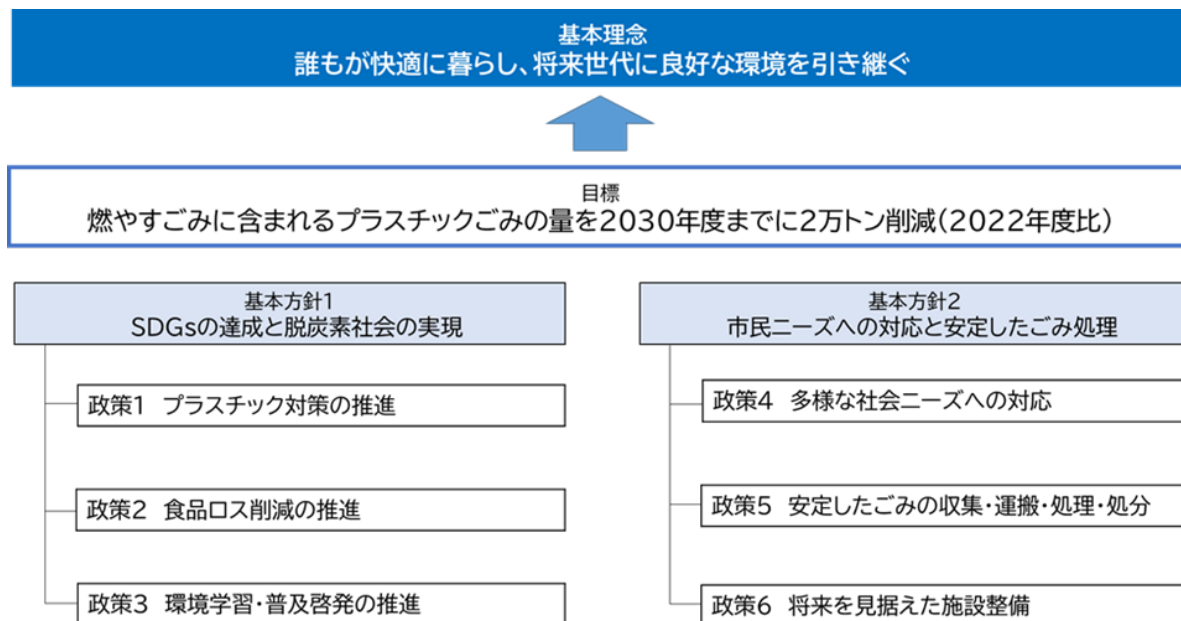 基本理念
誰もが快適に暮らし、将来世代に良好な環境を引き継ぐ
目標
燃やすごみに含まれるプラスチックごみの量を2030年度までに2万トン削減(2022年度比)
基本方針1
SDGsの達成と脱炭素社会の実現
政策1 プラスチック対策の推進
政策2 食品ロス削減の推進
政策3 環境学習・普及啓発の推進
基本方針2
市民ニーズへの対応と安定したごみ処理
政策4 多様な社会ニーズへの対応
政策5 安定したごみの収集・運搬・処理・処分
政策6 将来を見据えた施設整備